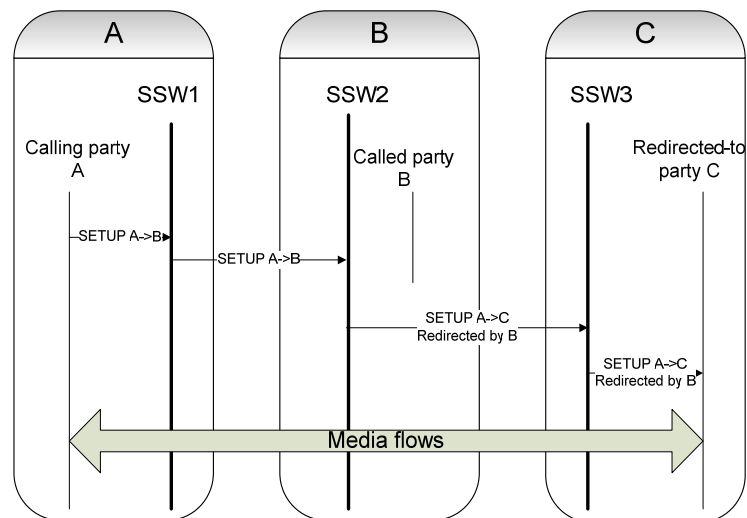 A
B
C
SSW1
SSW2
SSW3
Calling party
A
Called party
B
Redirected-to
party C
SETUP A->B
SETUP A->B
SETUP A->C
Redirected by B
SETUP A->C
Redirected by B
Media flows